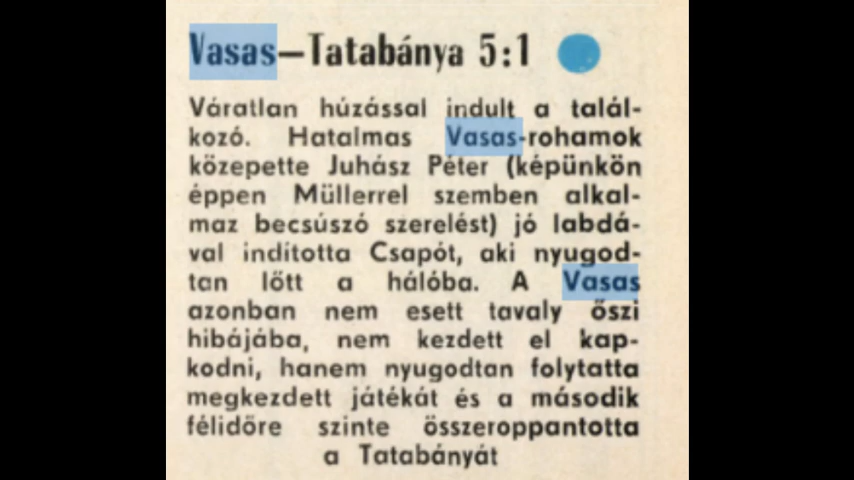 Vasas—Tatabánya 5:1
Váratlan húzással indult a talál-
kozó. Hatalmas Vasas-rohamok
közepette Juhász Péter (képünkön
éppen Müllerrel szemben alkal-
maz becsúszó szerelést) jó labdá-
val indította Csapót, aki nyugod-
tan lőtt a hálóba. A Vasas
azonban nem esett tavaly őszi
hibájába, nem kezdett el kap-
kodni, hanem nyugodtan folytatta
megkezdett játékát és a második
félidőre szinte összeroppantotta
a Tatabányát